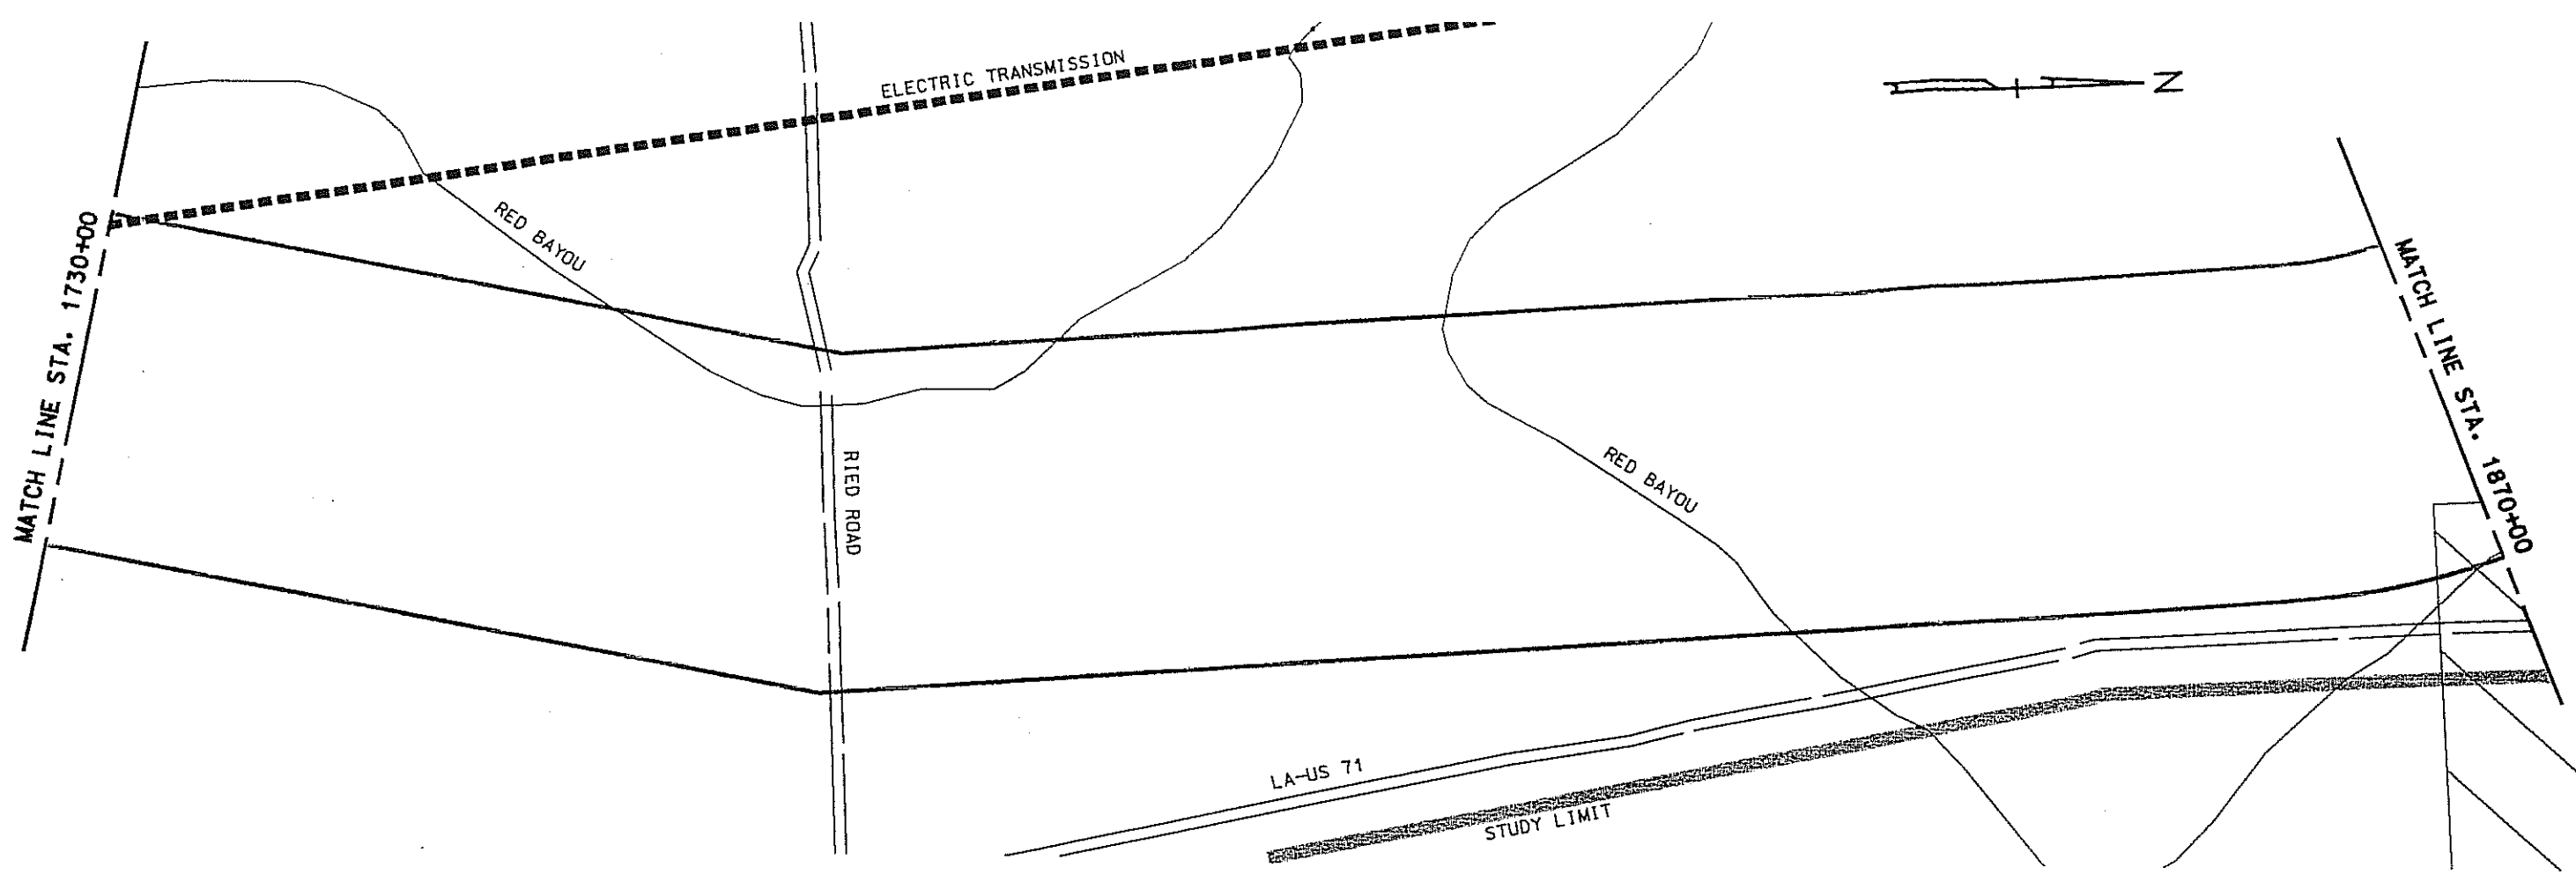 ELECTRIC TRANSMISSION
N
RED BAYOU
MATCH LINE STA. 1730+00
MATCH LINE STA. 1870+00
RIED ROAD
RED BAYOU
LA-US 71
STUDY LIMIT